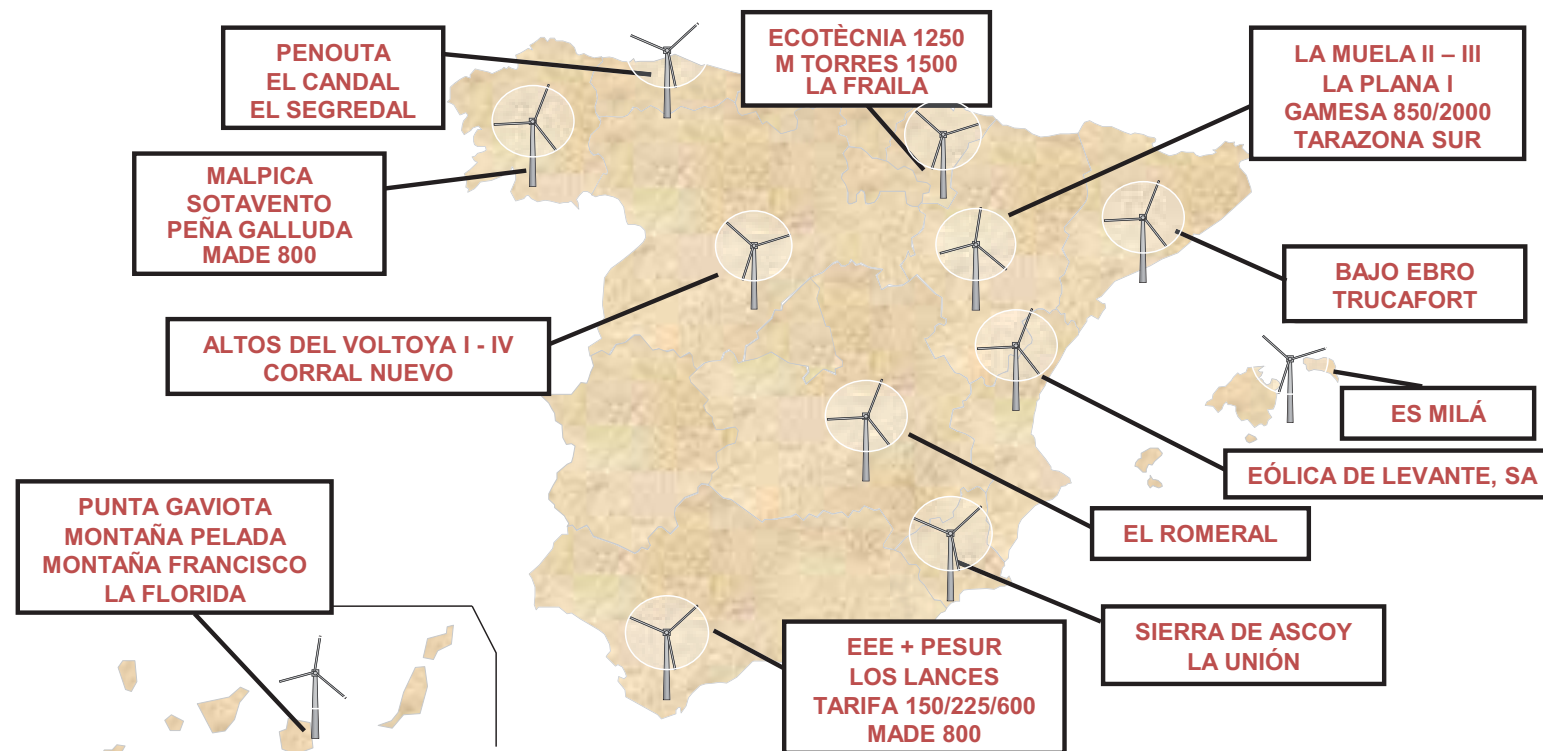 PENOUTA
EL CANDAL
EL SEGREDAL
ECOTÈCNIA 1250
M TORRES 1500
LA FRAILA
LA MUELA II – III
LA PLANA I
GAMESA 850/2000
TARAZONA SUR
MALPICA
SOTAVENTO
PEÑA GALLUDA
MADE 800
BAJO EBRO
TRUCAFORT
ALTOS DEL VOLTOYA I - IV
CORRAL NUEVO
ES MILÁ
EÓLICA DE LEVANTE, SA
PUNTA GAVIOTA
MONTAÑA PELADA
MONTAÑA FRANCISCO
LA FLORIDA
EL ROMERAL
SIERRA DE ASCOY
LA UNIÓN
EEE + PESUR
LOS LANCES
TARIFA 150/225/600
MADE 800